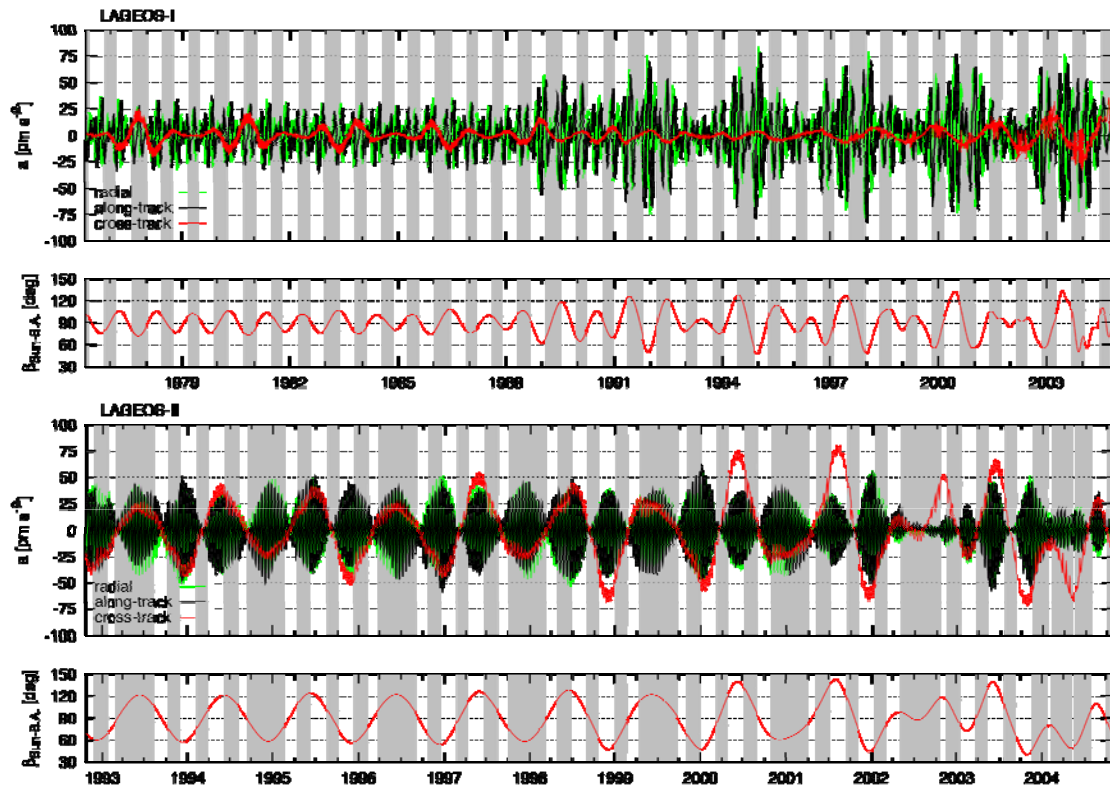 LAGEOS-I
100
75
50
25
0
-25
-50
-75
-100
a [pm s⁻²]
radial
along-track
cross-track
150
120
90
60
30
βSun-S.A. [deg]
1979 1982 1985 1988 1991 1994 1997 2000 2003
LAGEOS-II
100
75
50
25
0
-25
-50
-75
-100
a [pm s⁻²]
radial
along-track
cross-track
150
120
90
60
30
βSun-S.A. [deg]
1993 1994 1995 1996 1997 1998 1999 2000 2001 2002 2003 2004